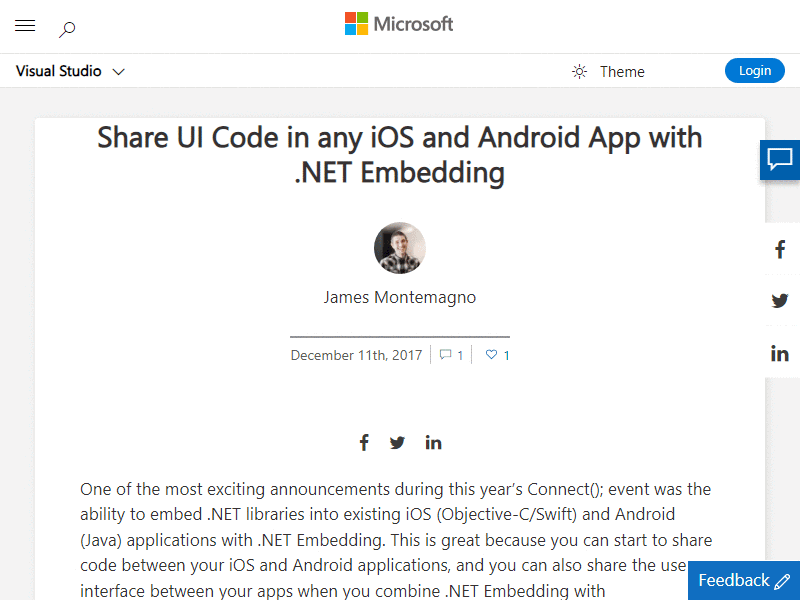 Microsoft
Visual Studio
Theme
Login
Share UI Code in any iOS and Android App with
.NET Embedding
James Montemagno
December 11th, 2017 1 1
One of the most exciting announcements during this year’s Connect(); event was the
ability to embed .NET libraries into existing iOS (Objective-C/Swift) and Android
(Java) applications with .NET Embedding. This is great because you can start to share
code between your iOS and Android applications, and you can also share the user
interface between your apps when you combine .NET Embedding with
Feedback